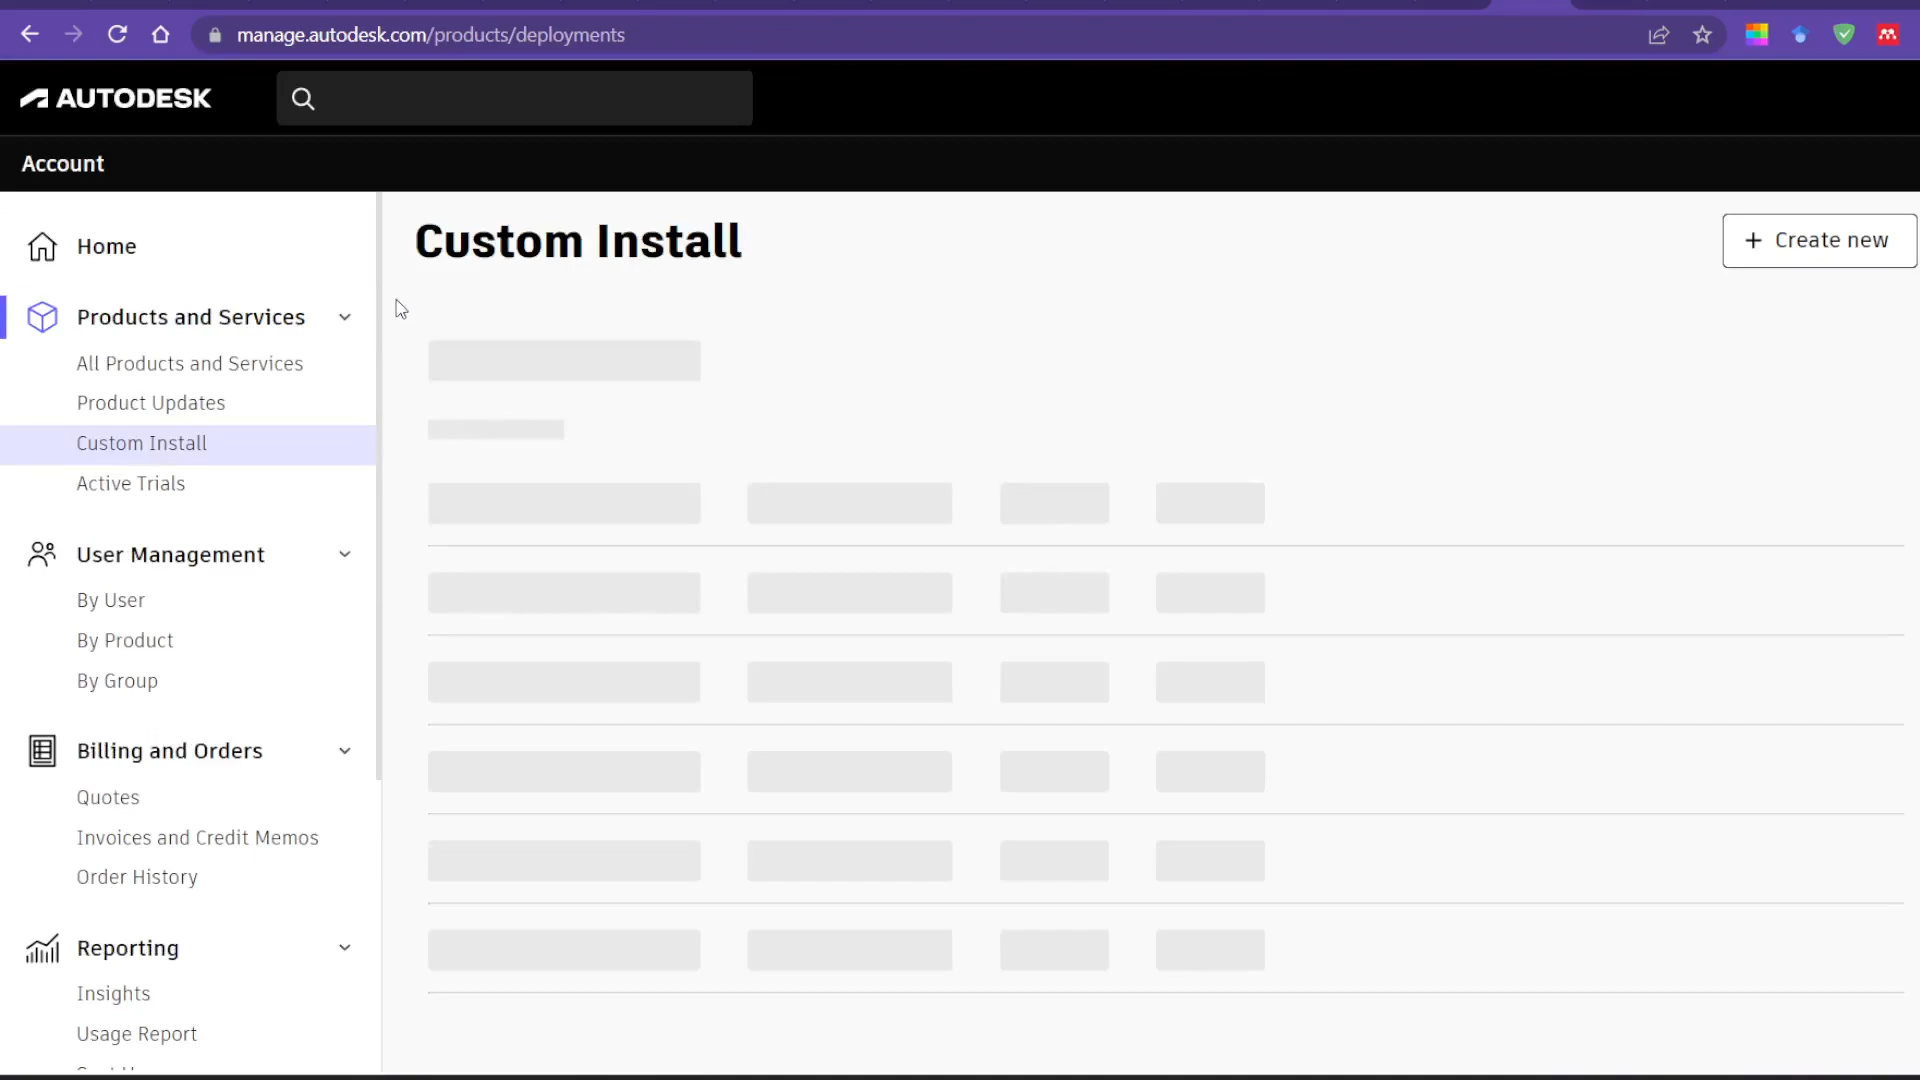 manage.autodesk.com/products/deployments
AUTODESK
Account
Home
Products and Services
All Products and Services
Product Updates
Custom Install
Active Trials
User Management
By User
By Product
By Group
Billing and Orders
Quotes
Invoices and Credit Memos
Order History
Reporting
Insights
Usage Report
Custom Install
+ Create new